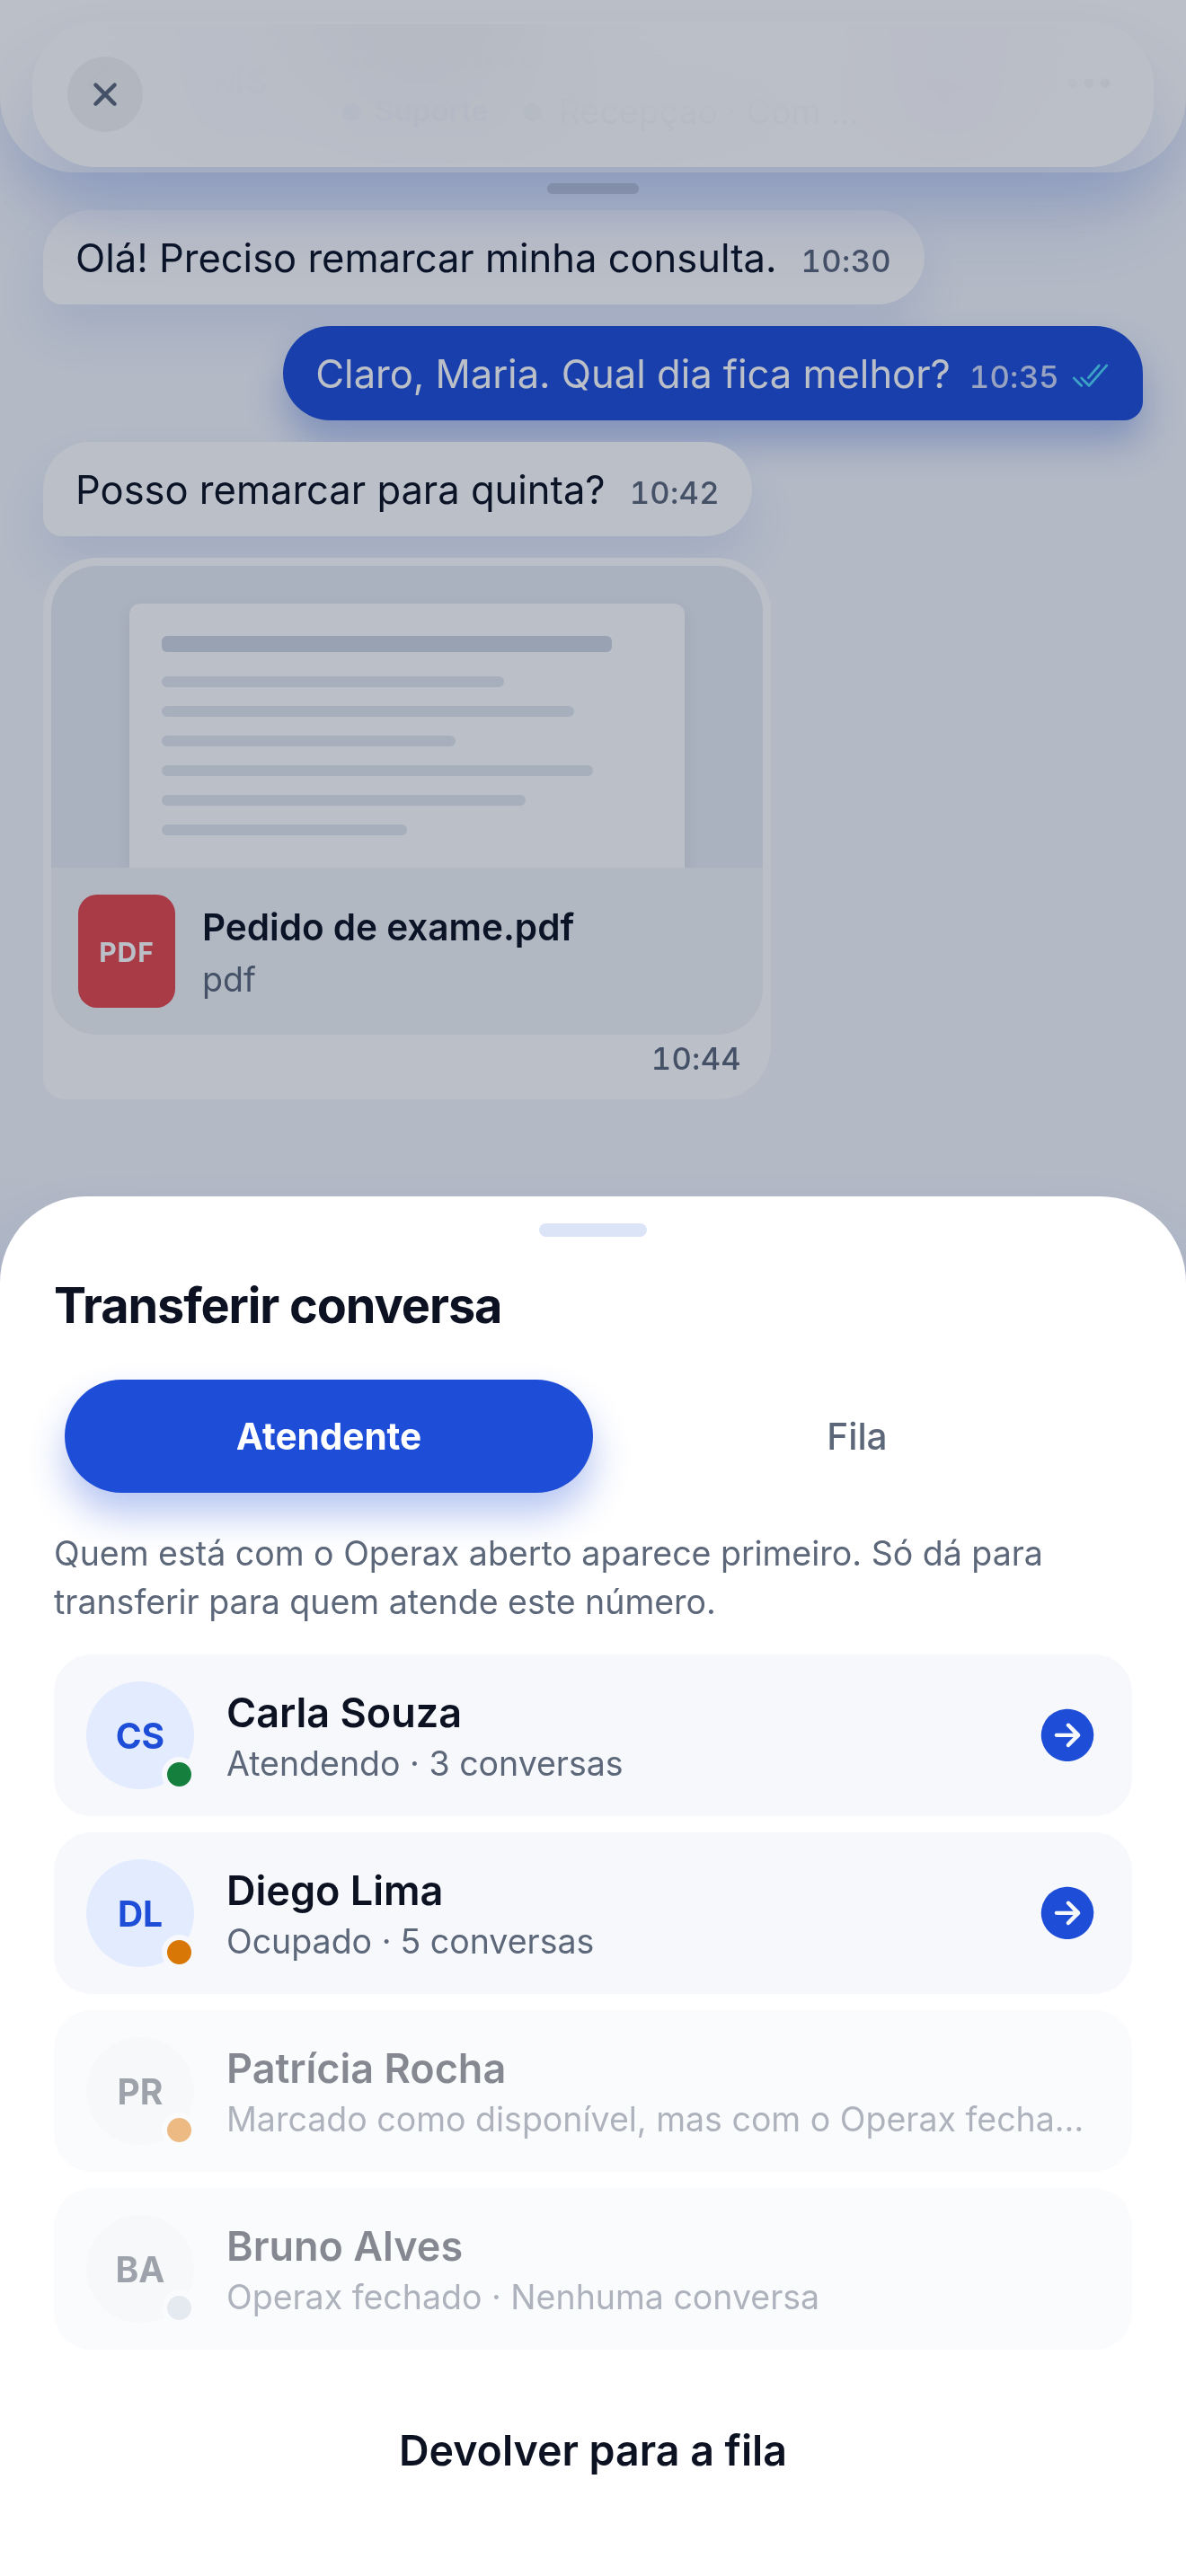 Suporte Recepção Com ...
Olá! Preciso remarcar minha consulta. 10:30
Claro, Maria. Qual dia fica melhor? 10:35
Posso remarcar para quinta? 10:42
PDF
Pedido de exame.pdf
pdf
10:44
Transferir conversa
Atendente
Fila
Quem está com o Operax aberto aparece primeiro. Só dá para
transferir para quem atende este número.
CS
Carla Souza
Atendendo · 3 conversas
DL
Diego Lima
Ocupado · 5 conversas
PR
Patrícia Rocha
Marcado como disponível, mas com o Operax fecha...
BA
Bruno Alves
Operax fechado · Nenhuma conversa
Devolver para a fila